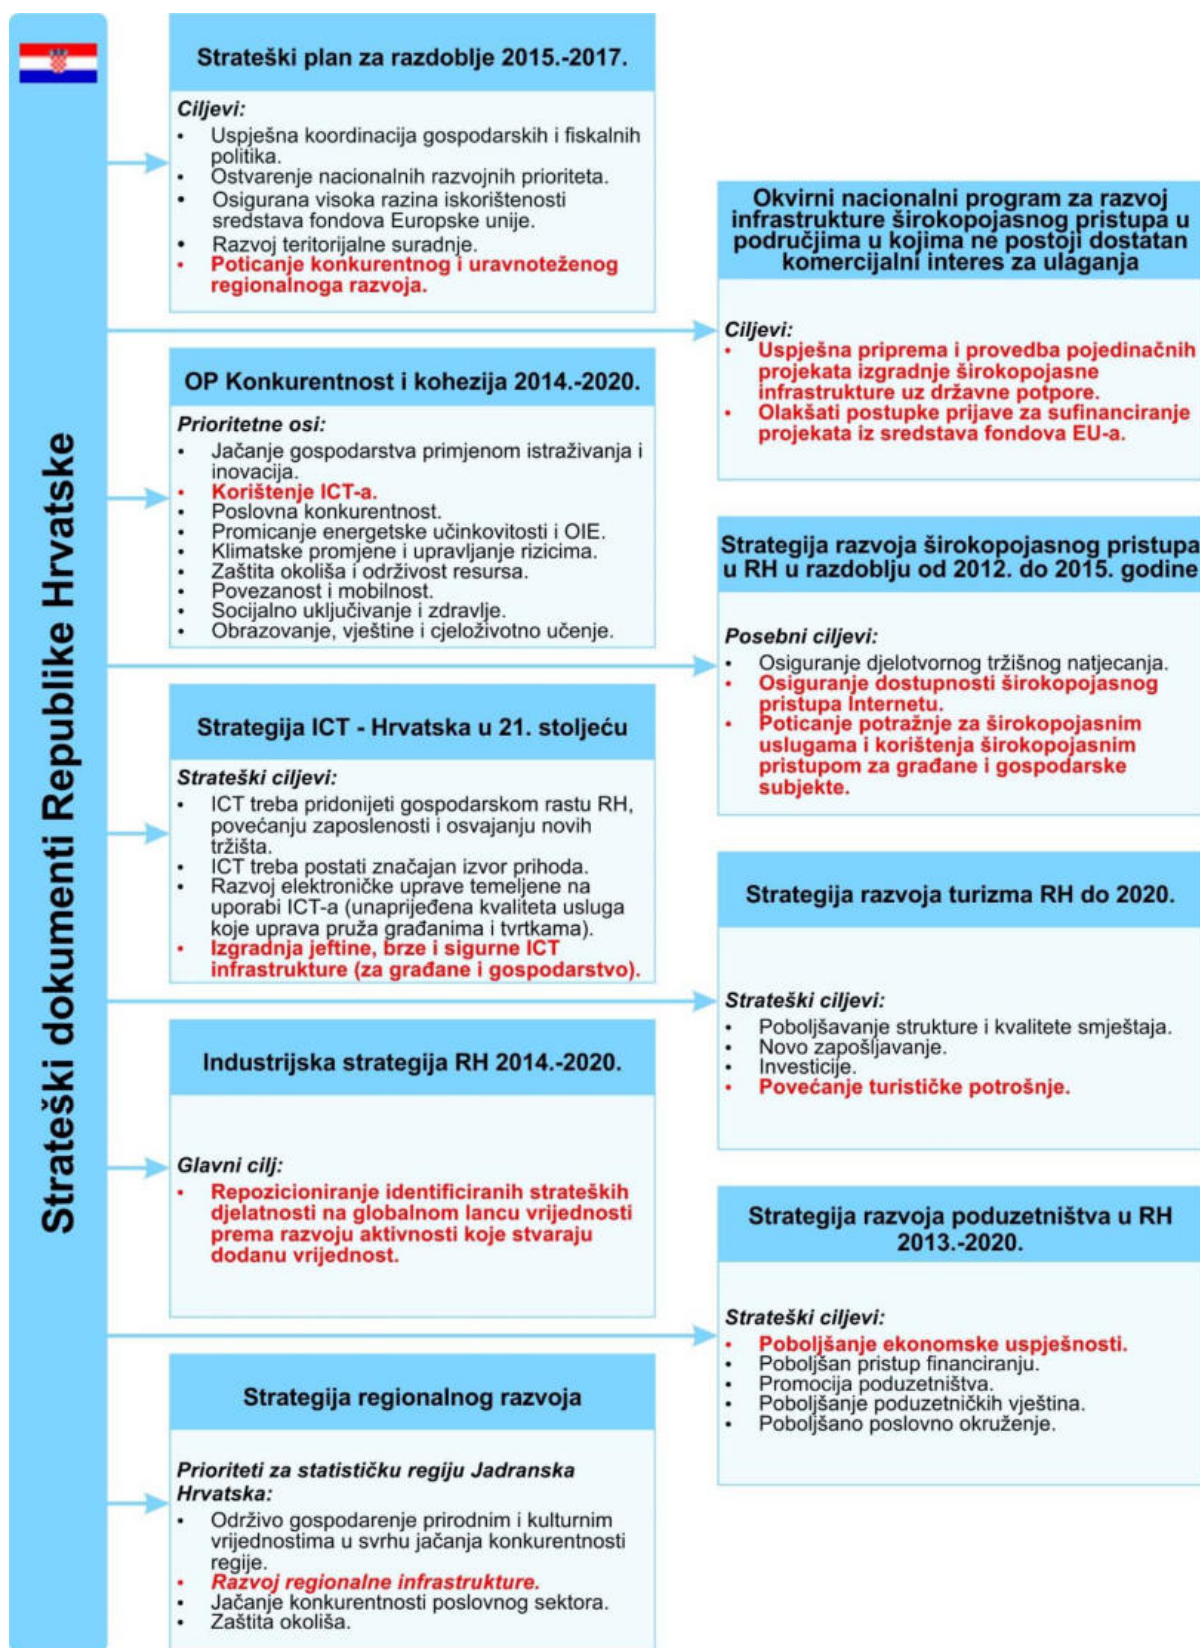 Strateški dokumenti Republike Hrvatske
Strateški plan za razdoblje 2015.-2017.
Ciljevi:
• Uspješna koordinacija gospodarskih i fiskalnih
politika.
• Ostvarenje nacionalnih razvojnih prioriteta.
• Osigurana visoka razina iskorištenosti
sredstava fondova Europske unije.
• Razvoj teritorijalne suradnje.
• Poticanje konkurentnog i uravnoteženog
regionalnoga razvoja.
OP Konkurentnost i kohezija 2014.-2020.
Prioritetne osi:
• Jačanje gospodarstva primjenom istraživanja i
inovacija.
• Korištenje ICT-a.
• Poslovna konkurentnost.
• Promicanje energetske učinkovitosti i OIE.
• Klimatske promjene i upravljanje rizicima.
• Zaštita okoliša i održivost resursa.
• Povezanost i mobilnost.
• Socijalno uključivanje i zdravlje.
• Obrazovanje, vještine i cjeloživotno učenje.
Strategija ICT - Hrvatska u 21. stoljeću
Strateški ciljevi:
• ICT treba pridonijeti gospodarskom rastu RH,
povećanju zaposlenosti i osvajanju novih
tržišta.
• ICT treba postati značajan izvor prihoda.
• Razvoj elektroničke uprave temeljene na
uporabi ICT-a (unaprijeđena kvaliteta usluga
koje uprava pruža građanima i tvrtkama).
• Izgradnja jeftine, brze i sigurne ICT
infrastrukture (za građane i gospodarstvo).
Industrijska strategija RH 2014.-2020.
Glavni cilj:
• Repozicioniranje identificiranih strateških
djelatnosti na globalnom lancu vrijednosti
prema razvoju aktivnosti koje stvaraju
dodanu vrijednost.
Strategija regionalnog razvoja
Prioriteti za statističku regiju Jadranska
Hrvatska:
• Održivo gospodarenje prirodnim i kulturnim
vrijednostima u svrhu jačanja konkurentnosti
regije.
• Razvoj regionalne infrastrukture.
• Jačanje konkurentnosti poslovnog sektora.
• Zaštita okoliša.
Okvirni nacionalni program za razvoj
infrastrukture širokopojasnog pristupa u
područjima u kojima ne postoji dostatan
komercijalni interes za ulaganja
Ciljevi:
• Uspješna priprema i provedba pojedinačnih
projekata izgradnje širokopojasne
infrastrukture uz državne potpore.
• Olakšati postupke prijave za sufinanciranje
projekata iz sredstava fondova EU-a.
Strategija razvoja širokopojasnog pristupa
u RH u razdoblju od 2012. do 2015. godine
Posebni ciljevi:
• Osiguranje djelotvornog tržišnog natjecanja.
• Osiguranje dostupnosti širokopojasnog
pristupa Internetu.
• Poticanje potražnje za širokopojasnim
uslugama i korištenja širokopojasnim
pristupom za građane i gospodarske
subjekte.
Strategija razvoja turizma RH do 2020.
Strateški ciljevi:
• Poboljšavanje strukture i kvalitete smještaja.
• Novo zapošljavanje.
• Investicije.
• Povećanje turističke potrošnje.
Strategija razvoja poduzetništva u RH
2013.-2020.
Strateški ciljevi:
• Poboljšanje ekonomske uspješnosti.
• Poboljšan pristup financiranju.
• Promocija poduzetništva.
• Poboljšanje poduzetničkih vještina.
• Poboljšano poslovno okruženje.